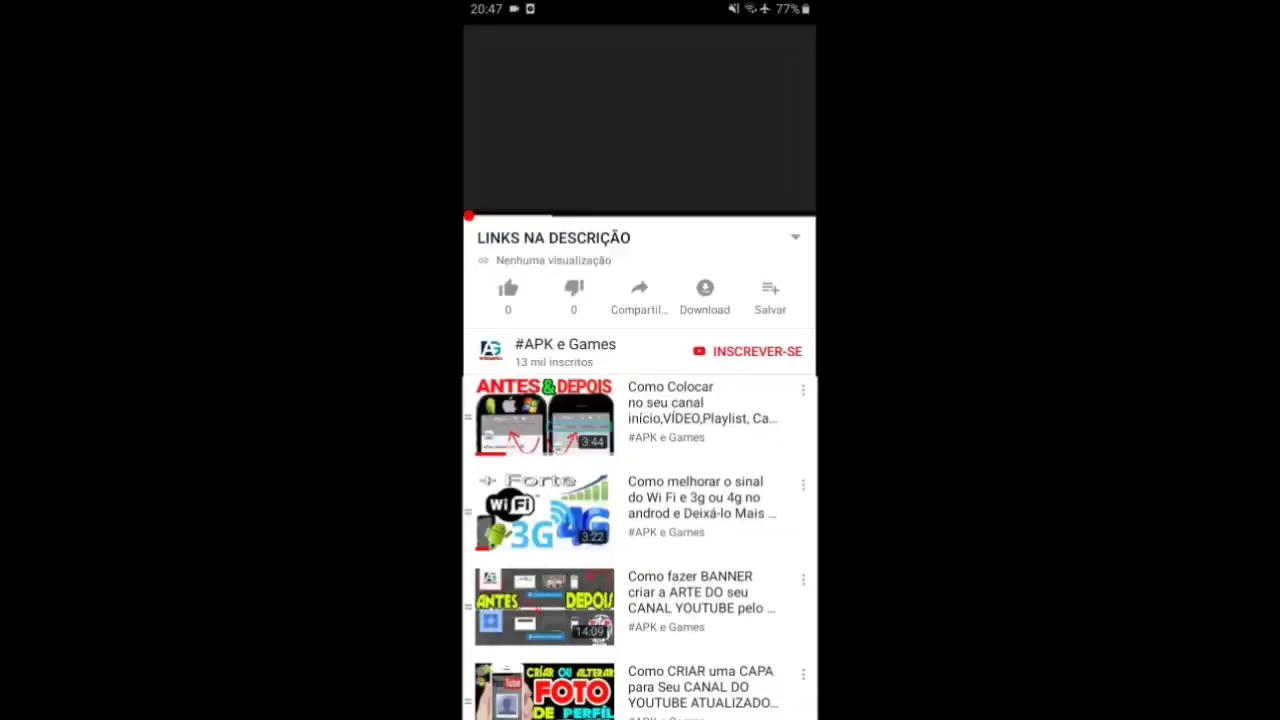 20:47
77%
LINKS NA DESCRIÇÃO
Nenhuma visualização
0
0
Compartil...
Download
Salvar
#APK e Games
13 mil inscritos
INSCREVER-SE
ANTES & DEPOIS
3:44
Como Colocar
no seu canal
início,VÍDEO,Playlist, Ca...
#APK e Games
Forte
Wi Fi
3G
4G
3:22
Como melhorar o sinal
do Wi Fi e 3g ou 4g no
androd e Deixá-lo Mais ...
#APK e Games
ANTES
DEPOIS
14:09
Como fazer BANNER
criar a ARTE DO seu
CANAL YOUTUBE pelo ...
#APK e Games
CRIAR OU ALTERAR
FOTO
DE PERFIL
Como CRIAR uma CAPA
para Seu CANAL DO
YOUTUBE ATUALIZADO...
#APK e Games